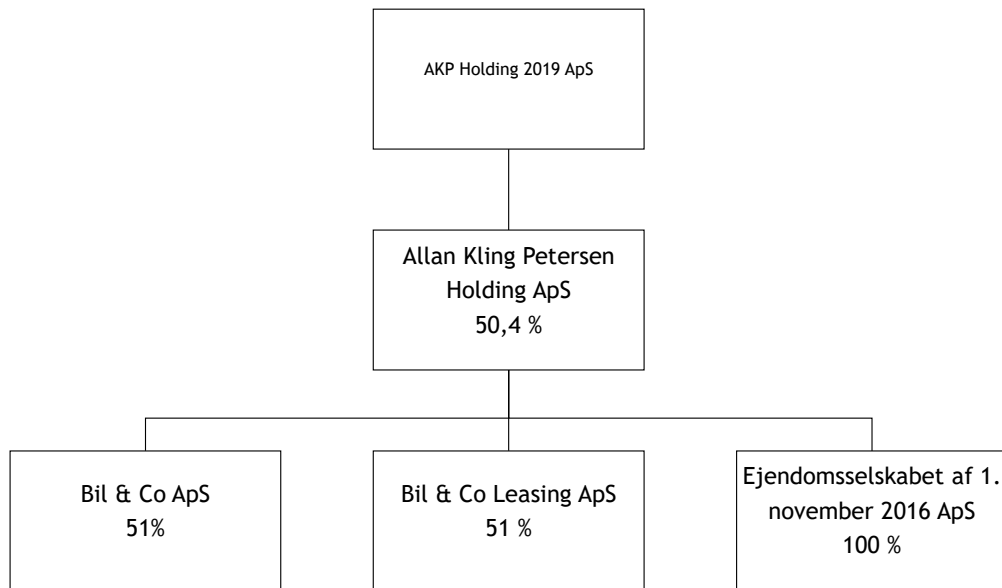 AKP Holding 2019 ApS
Allan Kling Petersen
Holding ApS
50,4 %
Bil & Co ApS
51%
Bil & Co Leasing ApS
51 %
Ejendomsselskabet af 1.
november 2016 ApS
100 %